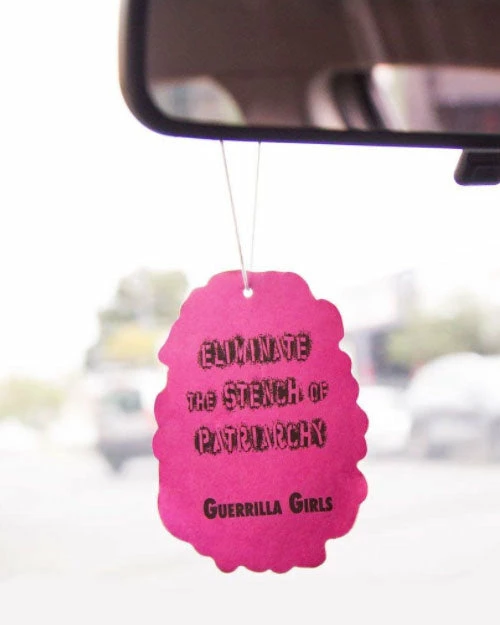 ELIMINATE
THE STENCH OF
PATRIARCHY
GUERRILLA GIRLS